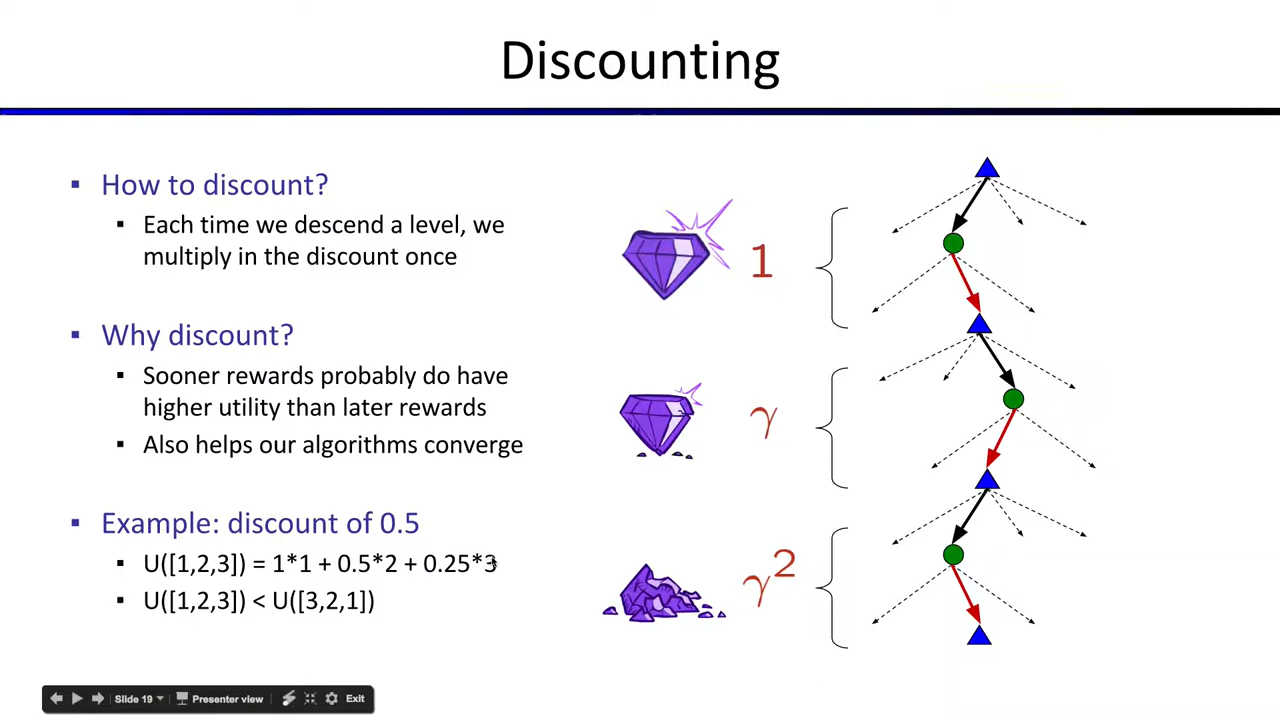 Discounting
▪ How to discount?
▪ Each time we descend a level, we
multiply in the discount once
▪ Why discount?
▪ Sooner rewards probably do have
higher utility than later rewards
▪ Also helps our algorithms converge
▪ Example: discount of 0.5
▪ U([1,2,3]) = 1*1 + 0.5*2 + 0.25*3
▪ U([1,2,3]) < U([3,2,1])
1
γ
γ²
Slide 19
Presenter view
Exit